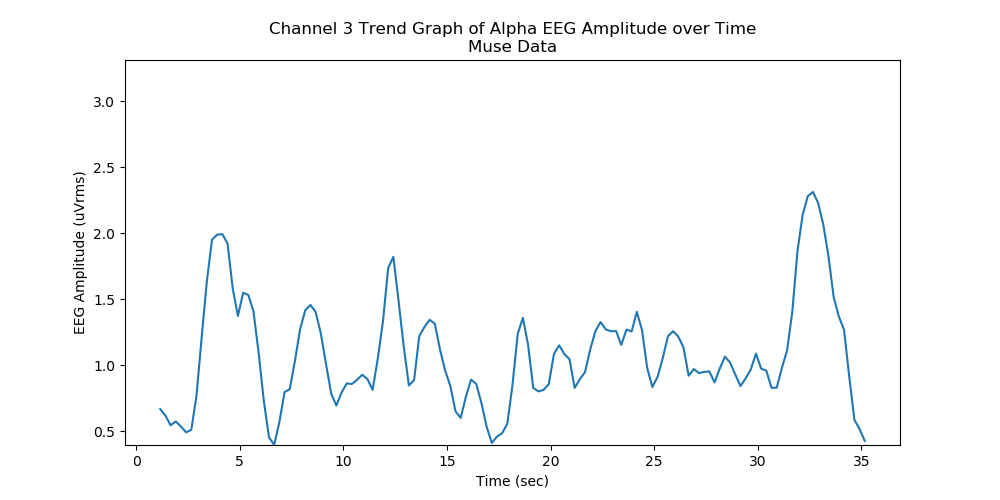 Channel 3 Trend Graph of Alpha EEG Amplitude over Time
Muse Data
EEG Amplitude (uVrms)
3.0
2.5
2.0
1.5
1.0
0.5
0 5 10 15 20 25 30 35
Time (sec)